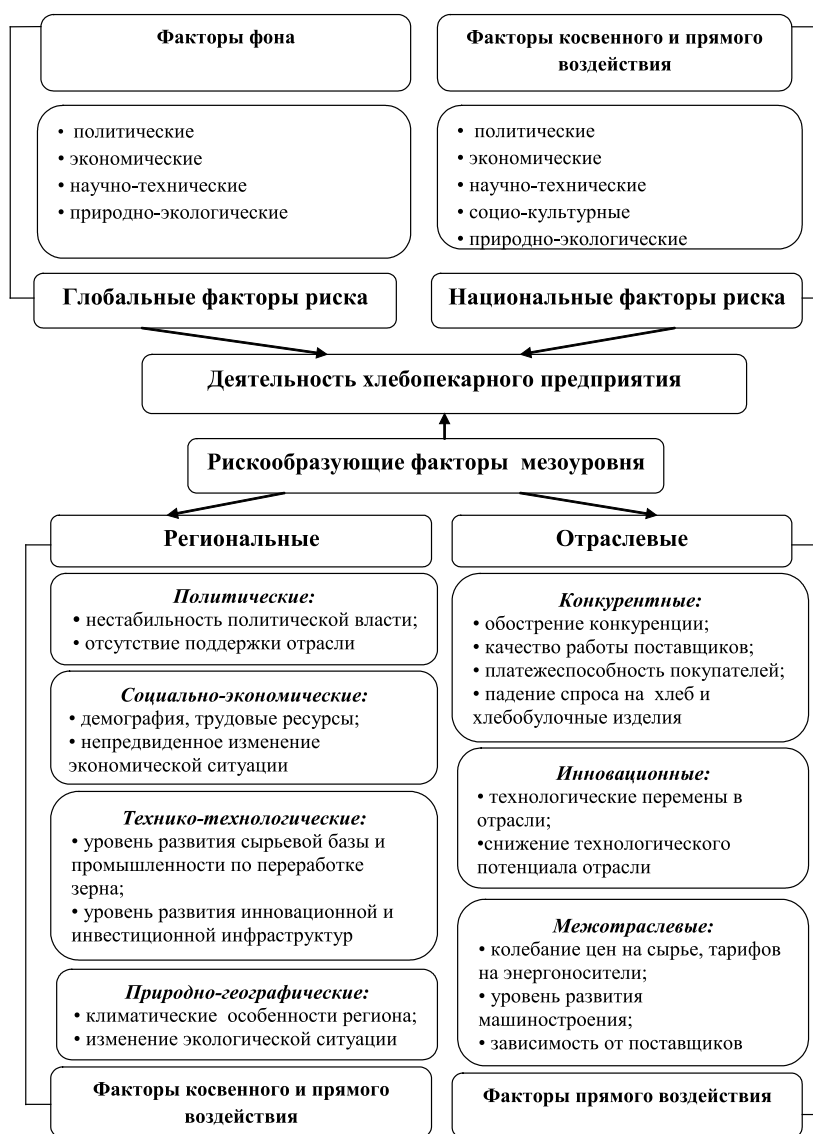 Факторы фона
Факторы косвенного и прямого
воздействия
• политические
• экономические
• научно-технические
• природно-экологические
• политические
• экономические
• научно-технические
• социо-культурные
• природно-экологические
Глобальные факторы риска
Национальные факторы риска
Деятельность хлебопекарного предприятия
Рискообразующие факторы мезоуровня
Региональные
Политические:
• нестабильность политической власти;
• отсутствие поддержки отрасли
Социально-экономические:
• демография, трудовые ресурсы;
• непредвиденное изменение
экономической ситуации
Технико-технологические:
• уровень развития сырьевой базы и
промышленности по переработке
зерна;
• уровень развития инновационной и
инвестиционной инфраструктур
Природно-географические:
• климатические особенности региона;
• изменение экологической ситуации
Факторы косвенного и прямого
воздействия
Отраслевые
Конкурентные:
• обострение конкуренции;
• качество работы поставщиков;
• платежеспособность покупателей;
• падение спроса на хлеб и
хлебобулочные изделия
Инновационные:
• технологические перемены в
отрасли;
•снижение технологического
потенциала отрасли
Межотраслевые:
• колебание цен на сырье, тарифов
на энергоносители;
• уровень развития
машиностроения;
• зависимость от поставщиков
Факторы прямого воздействия